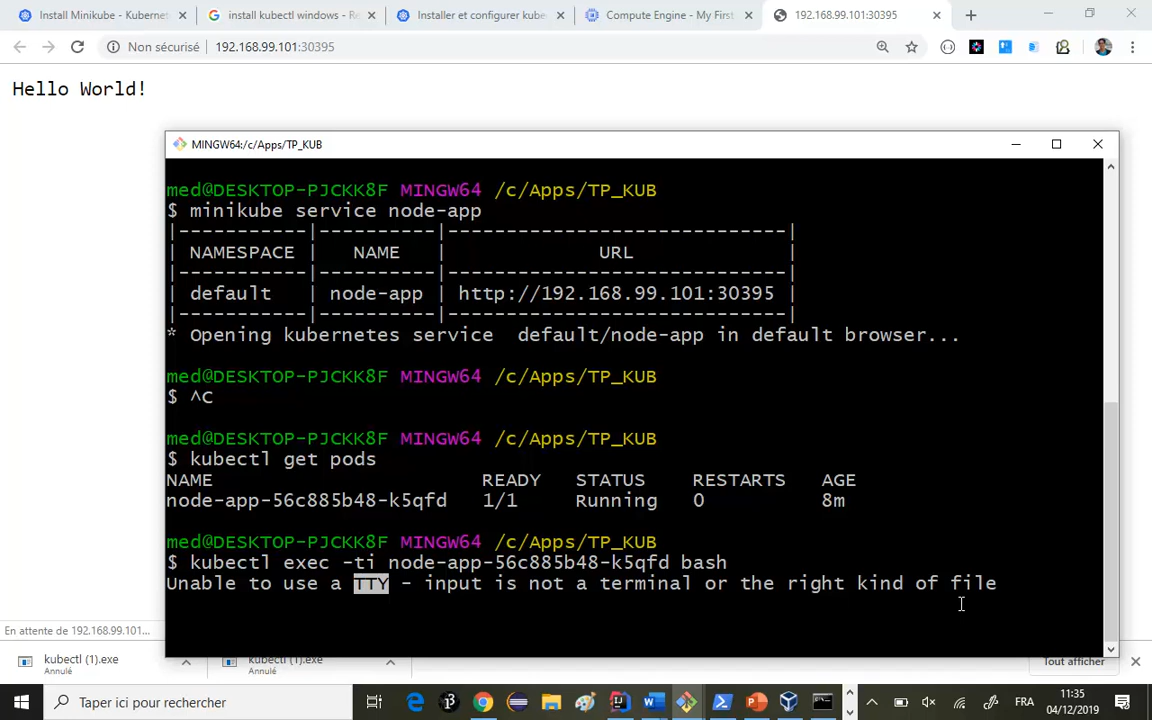 Install Minikube - Kubernet
install kubectl windows - Re
Installer et configurer kube
Compute Engine - My First
192.168.99.101:30395
Non sécurisé
192.168.99.101:30395
Hello World!
MINGW64:/c/Apps/TP_KUB
med@DESKTOP-PJCKK8F MINGW64 /c/Apps/TP_KUB
$ minikube service node-app
|-----------|----------|----------------------------|
| NAMESPACE | NAME | URL |
|-----------|----------|----------------------------|
| default | node-app | http://192.168.99.101:30395 |
|-----------|----------|----------------------------|
* Opening kubernetes service default/node-app in default browser...
med@DESKTOP-PJCKK8F MINGW64 /c/Apps/TP_KUB
$ ^C
med@DESKTOP-PJCKK8F MINGW64 /c/Apps/TP_KUB
$ kubectl get pods
NAME READY STATUS RESTARTS AGE
node-app-56c885b48-k5qfd 1/1 Running 0 8m
med@DESKTOP-PJCKK8F MINGW64 /c/Apps/TP_KUB
$ kubectl exec -ti node-app-56c885b48-k5qfd bash
Unable to use a TTY - input is not a terminal or the right kind of file
En attente de 192.168.99.101...
kubectl (1).exe
Annulé
kubectl (1).exe
Annulé
Tout afficher
Taper ici pour rechercher
FRA
11:35
04/12/2019